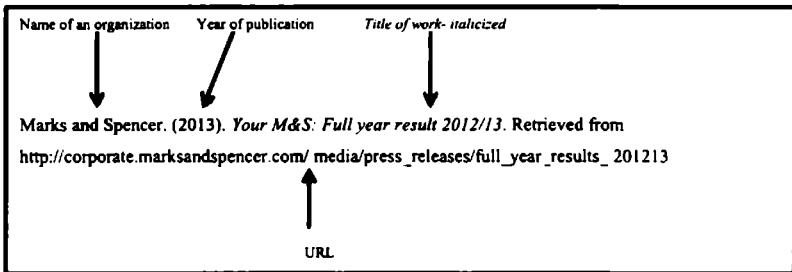 Name of an organization Year of publication Title of work- italicized
Marks and Spencer. (2013). Your M&S: Full year result 2012/13. Retrieved from
http://corporate.marksandspencer.com/ media/press_releases/full_year_results_ 201213
URL